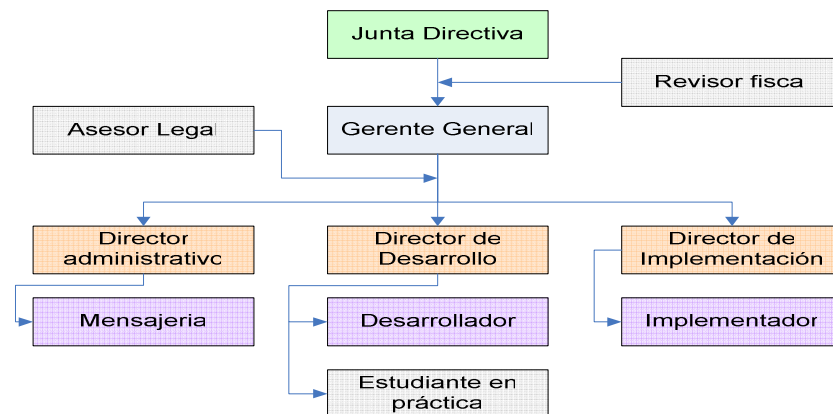 Junta Directiva
Revisor fisca
Asesor Legal
Gerente General
Director
administrativo
Director de
Desarrollo
Director de
Implementación
Mensajeria
Desarrollador
Implementador
Estudiante en
práctica